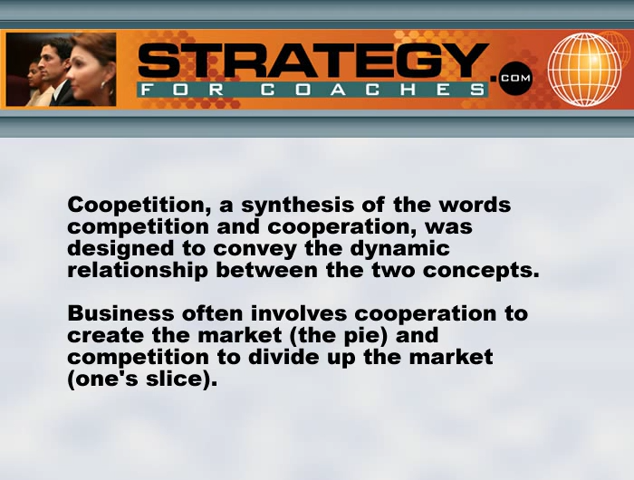 STRATEGY.COM
FOR COACHES
Coopetition, a synthesis of the words
competition and cooperation, was
designed to convey the dynamic
relationship between the two concepts.
Business often involves cooperation to
create the market (the pie) and
competition to divide up the market
(one's slice).